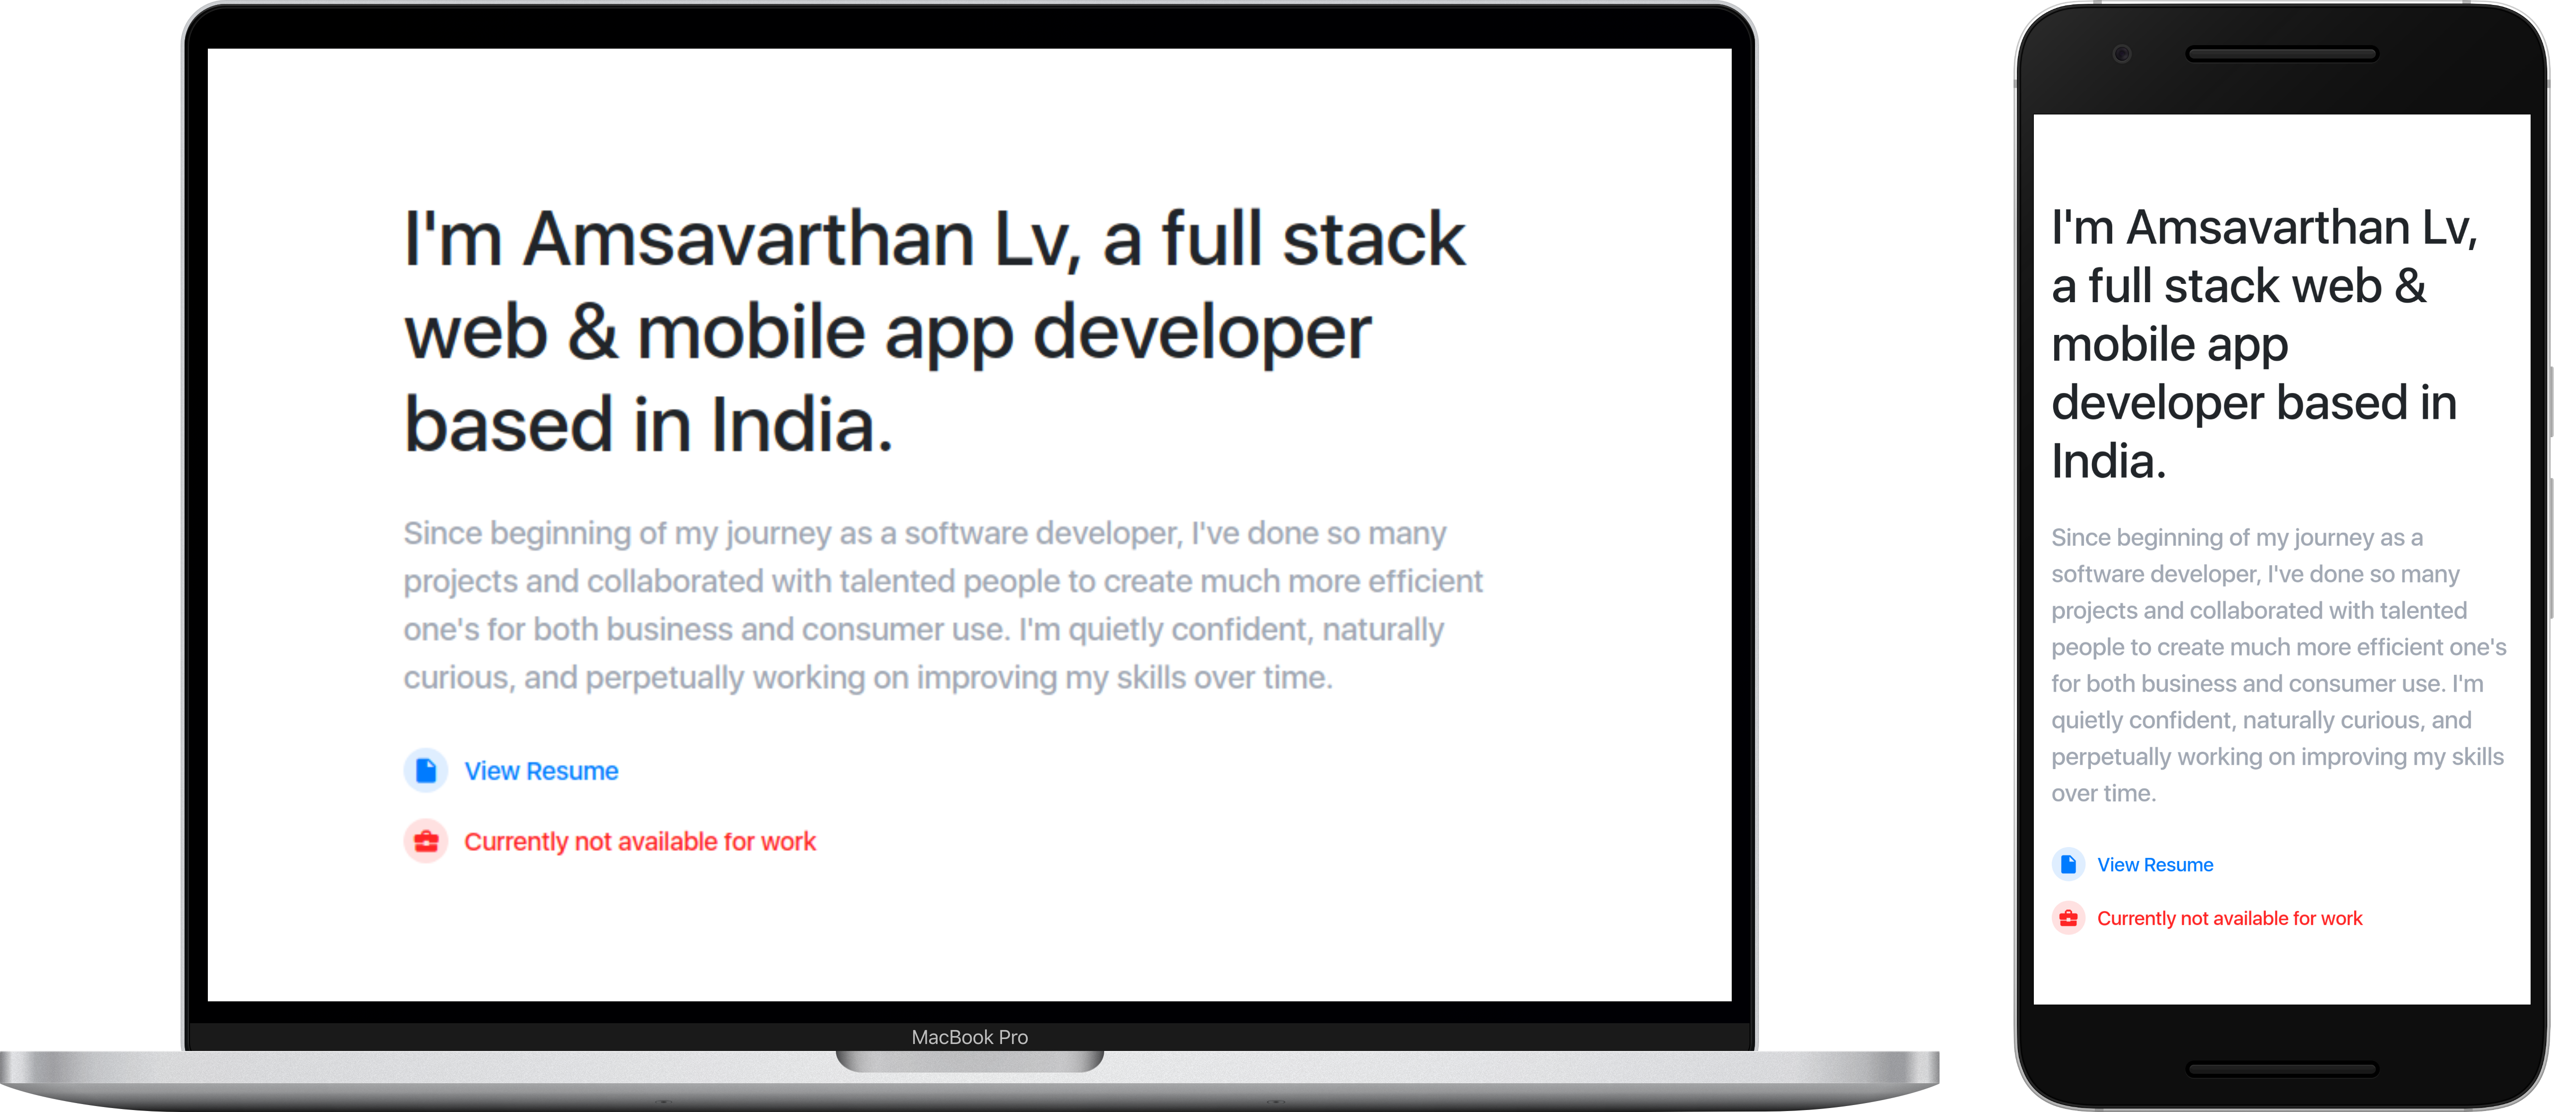 I'm Amsavarthan Lv, a full stack
web & mobile app developer
based in India.
Since beginning of my journey as a software developer, I've done so many
projects and collaborated with talented people to create much more efficient
one's for both business and consumer use. I'm quietly confident, naturally
curious, and perpetually working on improving my skills over time.
View Resume
Currently not available for work
MacBook Pro
I'm Amsavarthan Lv,
a full stack web &
mobile app
developer based in
India.
Since beginning of my journey as a
software developer, I've done so many
projects and collaborated with talented
people to create much more efficient one's
for both business and consumer use. I'm
quietly confident, naturally curious, and
perpetually working on improving my skills
over time.
View Resume
Currently not available for work